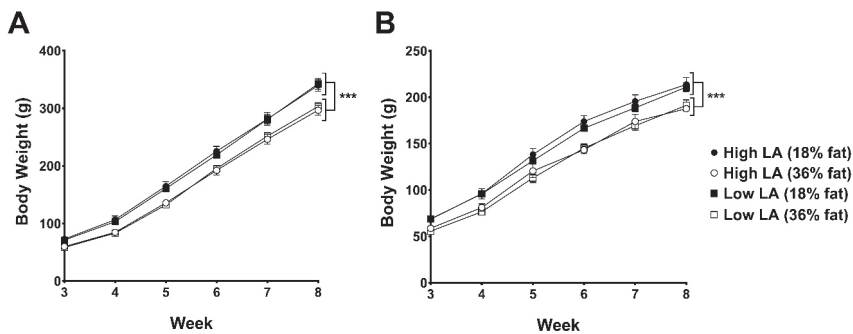 A
B
400
300
200
100
0
Body Weight (g)
3 4 5 6 7 8
Week
***
250
200
150
100
50
0
Body Weight (g)
3 4 5 6 7 8
Week
***
High LA (18% fat)
High LA (36% fat)
Low LA (18% fat)
Low LA (36% fat)